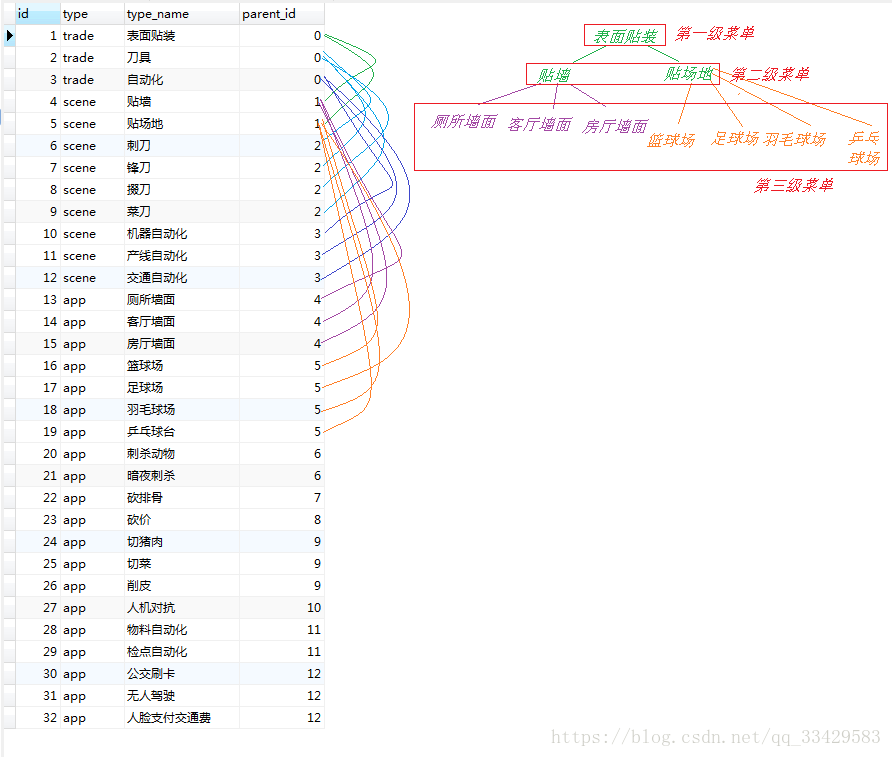 id type type_name parent_id
1 trade 表面贴装 0
2 trade 刀具 0
3 trade 自动化 0
4 scene 贴墙 1
5 scene 贴场地 1
6 scene 刺刀 2
7 scene 锋刀 2
8 scene 掇刀 2
9 scene 菜刀 2
10 scene 机器自动化 3
11 scene 产线自动化 3
12 scene 交通自动化 3
13 app 厕所墙面 4
14 app 客厅墙面 4
15 app 房厅墙面 4
16 app 篮球场 5
17 app 足球场 5
18 app 羽毛球场 5
19 app 乒乓球台 5
20 app 刺杀动物 6
21 app 暗夜刺杀 6
22 app 砍排骨 7
23 app 砍价 8
24 app 切猪肉 9
25 app 切菜 9
26 app 削皮 9
27 app 人机对抗 10
28 app 物料自动化 11
29 app 检点自动化 11
30 app 公交刷卡 12
31 app 无人驾驶 12
32 app 人脸支付交通费 12
表面贴装 第一级菜单
贴墙 贴场地 第二级菜单
厕所墙面 客厅墙面 房厅墙面 篮球场 足球场 羽毛球场 乒乓
球场
第三级菜单
https://blog.csdn.net/qq_33429583